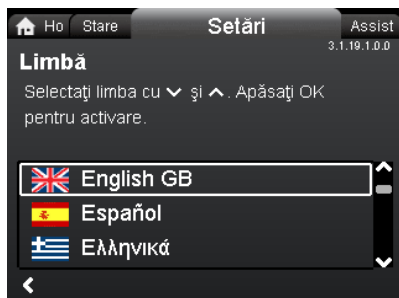 Ho Stare Setări Assist
3.1.19.1.0.0
Limbă
Selectaţi limba cu şi . Apăsaţi OK
pentru activare.
English GB
Español
Ελληνικά